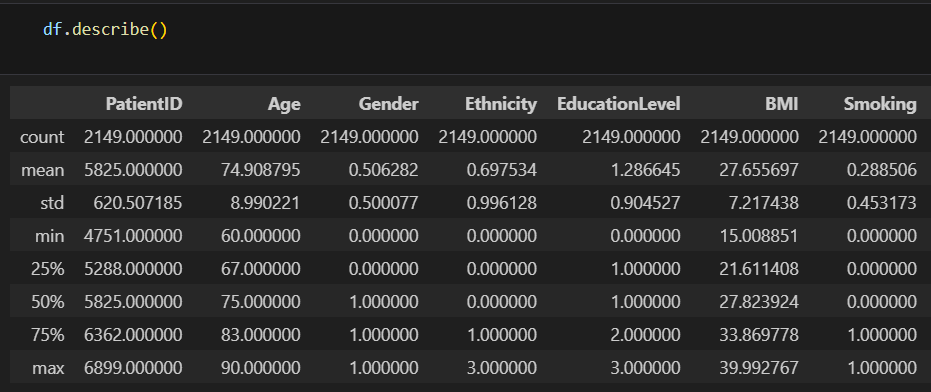 df.describe()
PatientID Age Gender Ethnicity EducationLevel BMI Smoking
count 2149.000000 2149.000000 2149.000000 2149.000000 2149.000000 2149.000000 2149.000000
mean 5825.000000 74.908795 0.506282 0.697534 1.286645 27.655697 0.288506
std 620.507185 8.990221 0.500077 0.996128 0.904527 7.217438 0.453173
min 4751.000000 60.000000 0.000000 0.000000 0.000000 15.008851 0.000000
25% 5288.000000 67.000000 0.000000 0.000000 1.000000 21.611408 0.000000
50% 5825.000000 75.000000 1.000000 0.000000 1.000000 27.823924 0.000000
75% 6362.000000 83.000000 1.000000 1.000000 2.000000 33.869778 1.000000
max 6899.000000 90.000000 1.000000 3.000000 3.000000 39.992767 1.000000